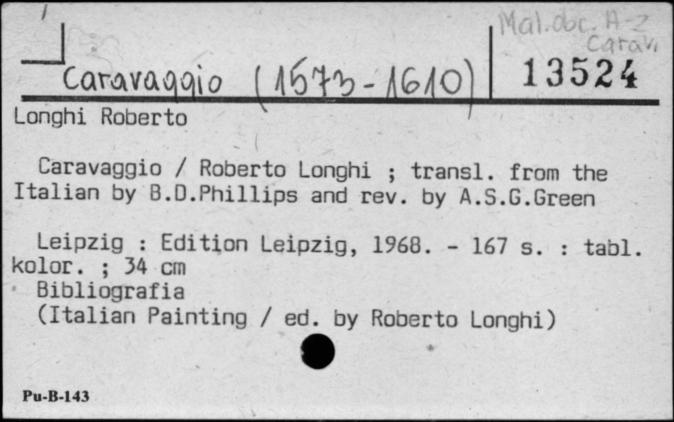 Mal. obc. A-Z
Carav.
Caravaggio (1573-1610)
13524
Longhi Roberto
Caravaggio / Roberto Longhi ; transl. from the
Italian by B.D.Phillips and rev. by A.S.G.Green
Leipzig : Edition Leipzig, 1968. - 167 s. : tabl.
kolor. ; 34 cm
Bibliografia
(Italian Painting / ed. by Roberto Longhi)
Pu-B-143